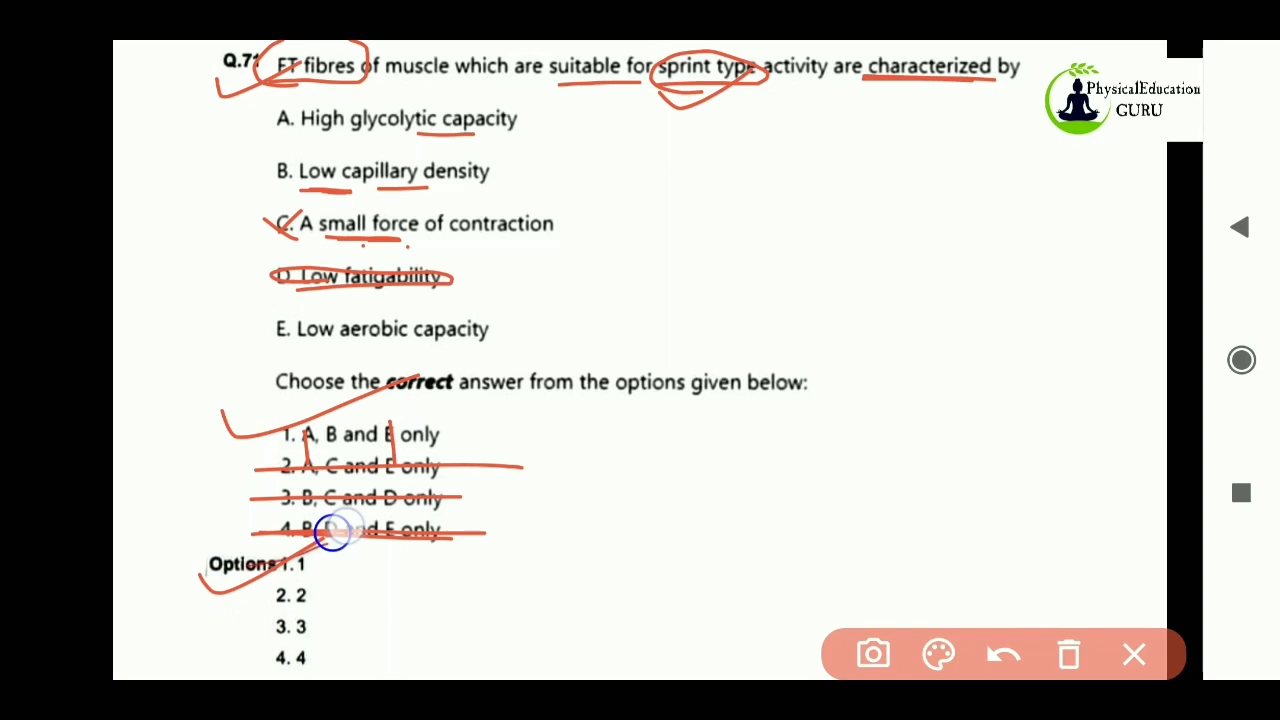 Q.71 FT fibres of muscle which are suitable for sprint type activity are characterized by
PhysicalEducation
GURU
A. High glycolytic capacity
B. Low capillary density
C. A small force of contraction
D. Low fatigability
E. Low aerobic capacity
Choose the correct answer from the options given below:
1. A, B and E only
2. A, C and E only
3. B, C and D only
4. B, D and E only
Options 1. 1
2. 2
3. 3
4. 4